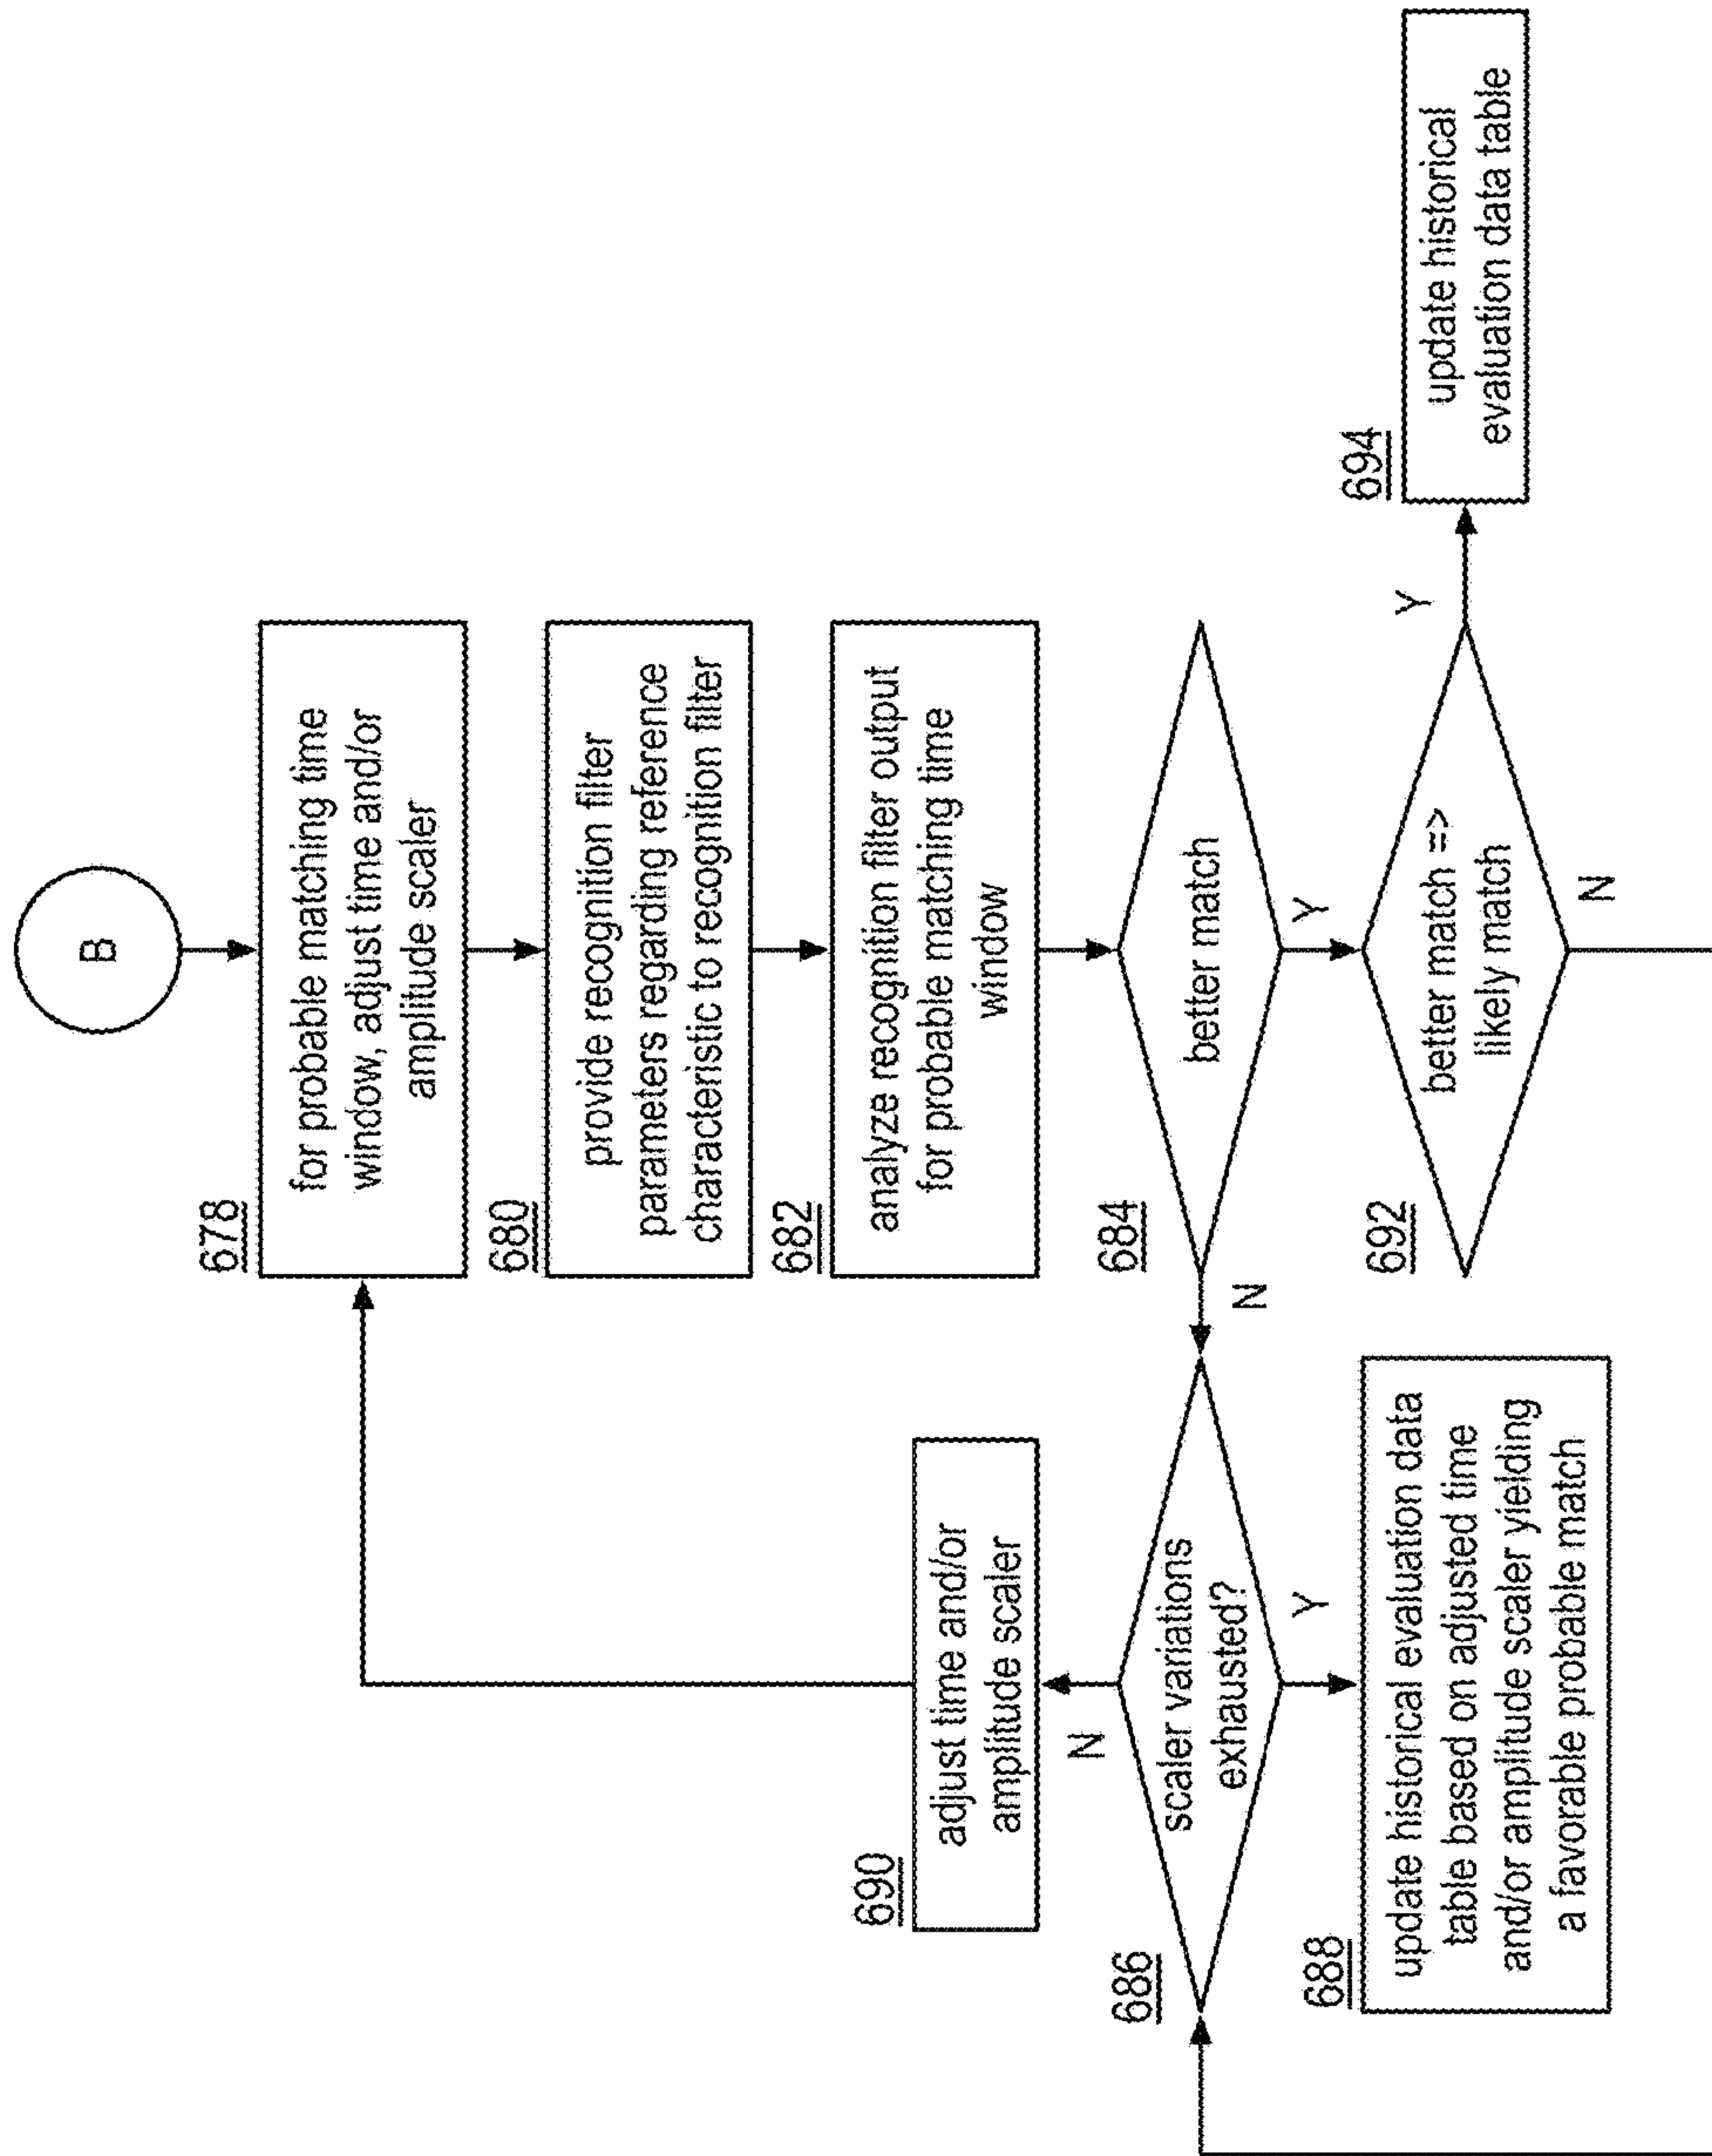 B
678
for probable matching time
window, adjust time and/or
amplitude scaler
680
provide recognition filter
parameters regarding reference
characteristic to recognition filter
682
analyze recognition filter output
for probable matching time
window
684
better match
N
Y
686
scaler variations
exhausted?
N
Y
690
adjust time and/or
amplitude scaler
688
update historical evaluation data
table based on adjusted time
and/or amplitude scaler yielding
a favorable probable match
692
better match =>
likely match
Y
N
694
update historical
evaluation data table